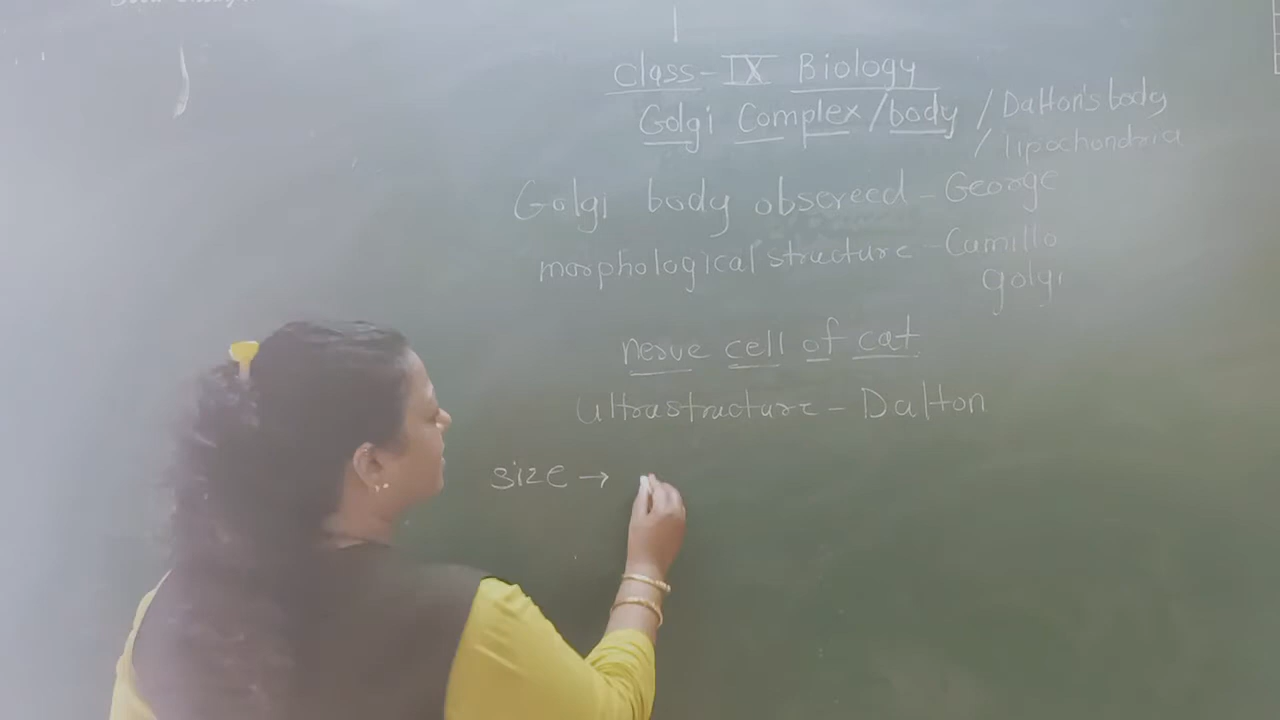 Class-IX Biology
Golgi Complex/body / Dalton's body
/ lipochondria
Golgi body obsereed - George
morphological structure - Camillo
golgi
nerve cell of cat
Ultrastructure - Dalton
size →